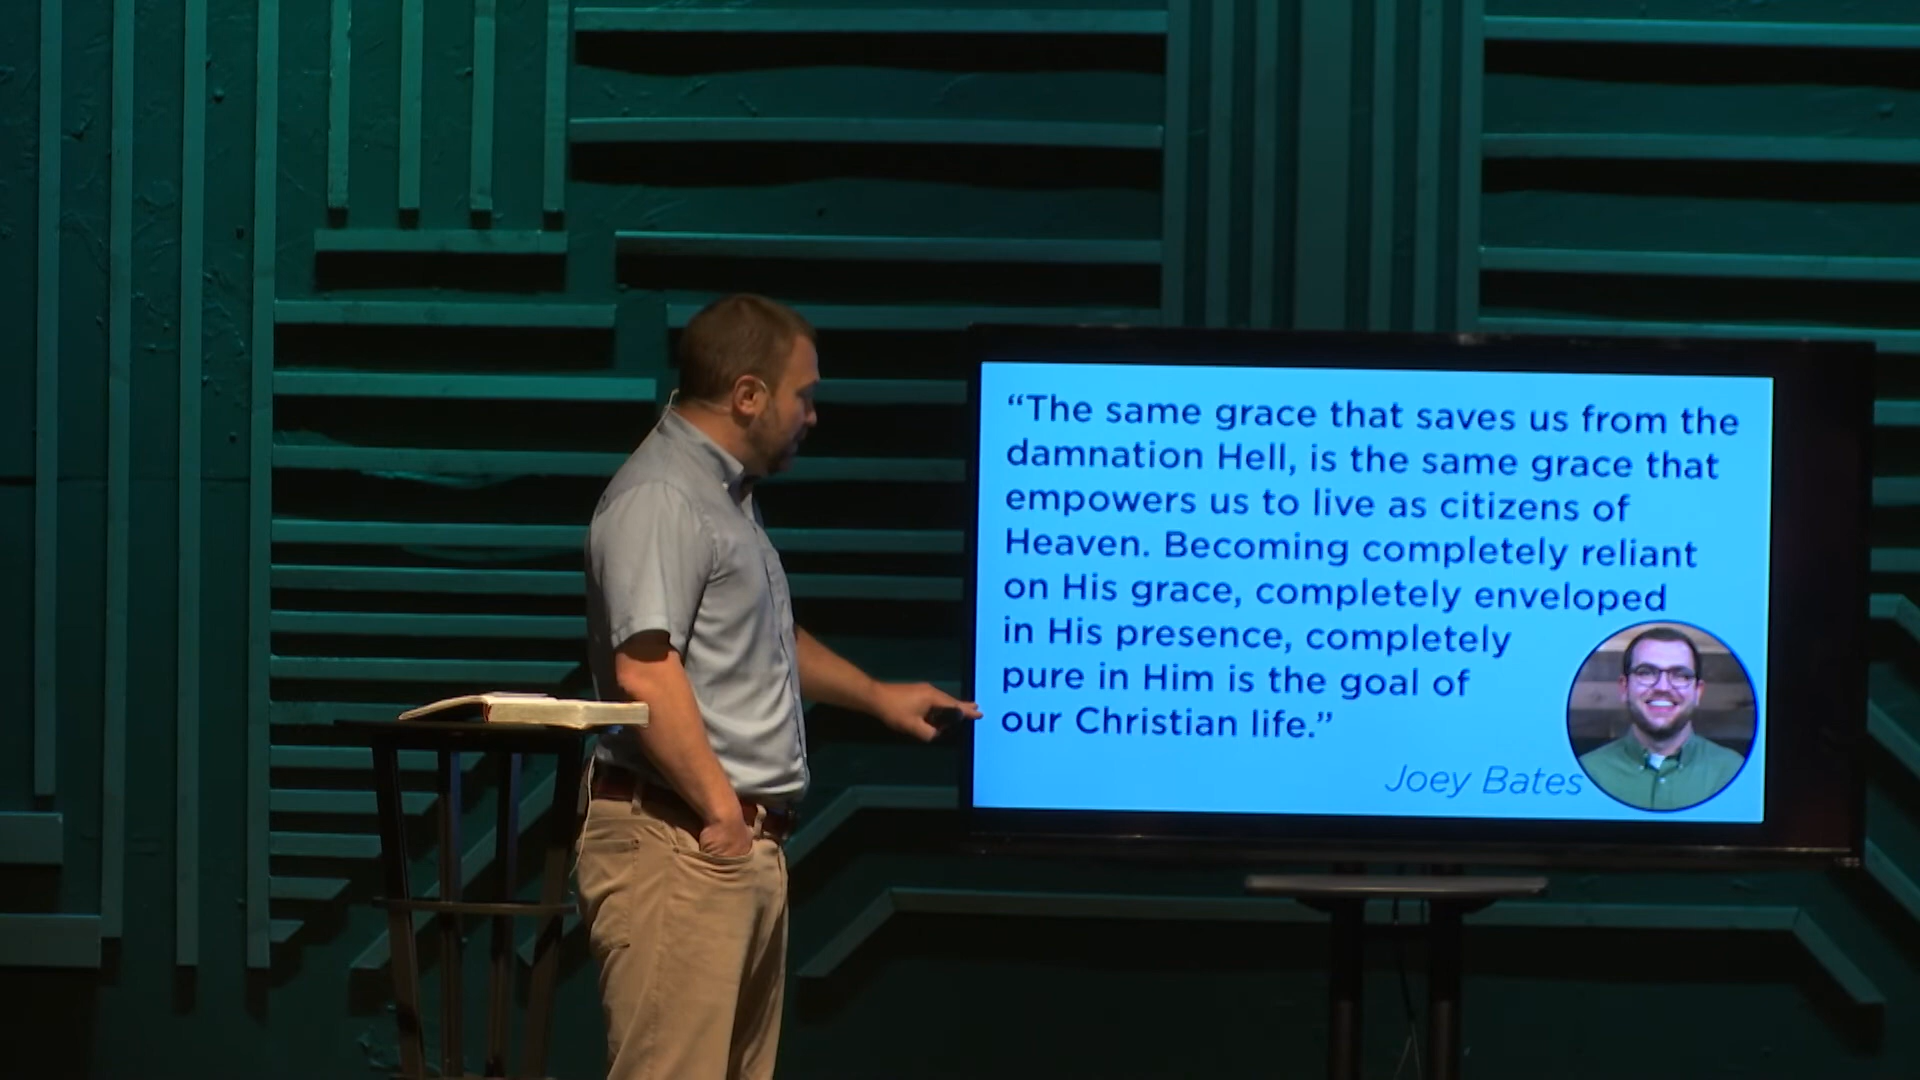 “The same grace that saves us from the
damnation Hell, is the same grace that
empowers us to live as citizens of
Heaven. Becoming completely reliant
on His grace, completely enveloped
in His presence, completely
pure in Him is the goal of
our Christian life.”
Joey Bates